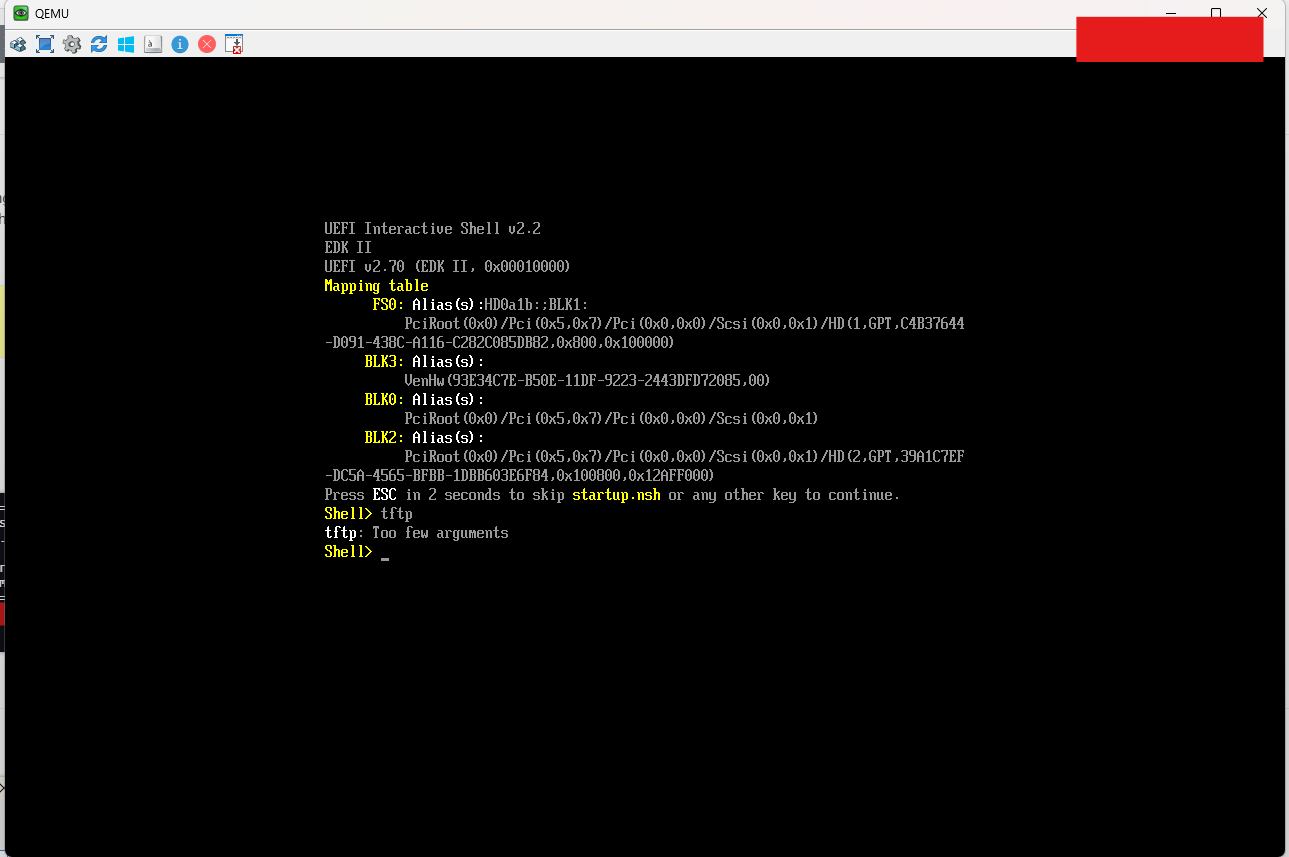 QEMU
UEFI Interactive Shell v2.2
EDK II
UEFI v2.70 (EDK II, 0x00010000)
Mapping table
FS0: Alias(s):HD0a1b:;BLK1:
PciRoot(0x0)/Pci(0x5,0x7)/Pci(0x0,0x0)/Scsi(0x0,0x1)/HD(1,GPT,C4B37644
-D091-438C-A116-C282C085DB82,0x800,0x100000)
BLK3: Alias(s):
VenHw(93E34C7E-B50E-11DF-9223-2443DFD72085,00)
BLK0: Alias(s):
PciRoot(0x0)/Pci(0x5,0x7)/Pci(0x0,0x0)/Scsi(0x0,0x1)
BLK2: Alias(s):
PciRoot(0x0)/Pci(0x5,0x7)/Pci(0x0,0x0)/Scsi(0x0,0x1)/HD(2,GPT,39A1C7EF
-DC5A-4565-BFBB-1DBB603E6F84,0x100800,0x12AFF000)
Press ESC in 2 seconds to skip startup.nsh or any other key to continue.
Shell> tftp
tftp: Too few arguments
Shell> _